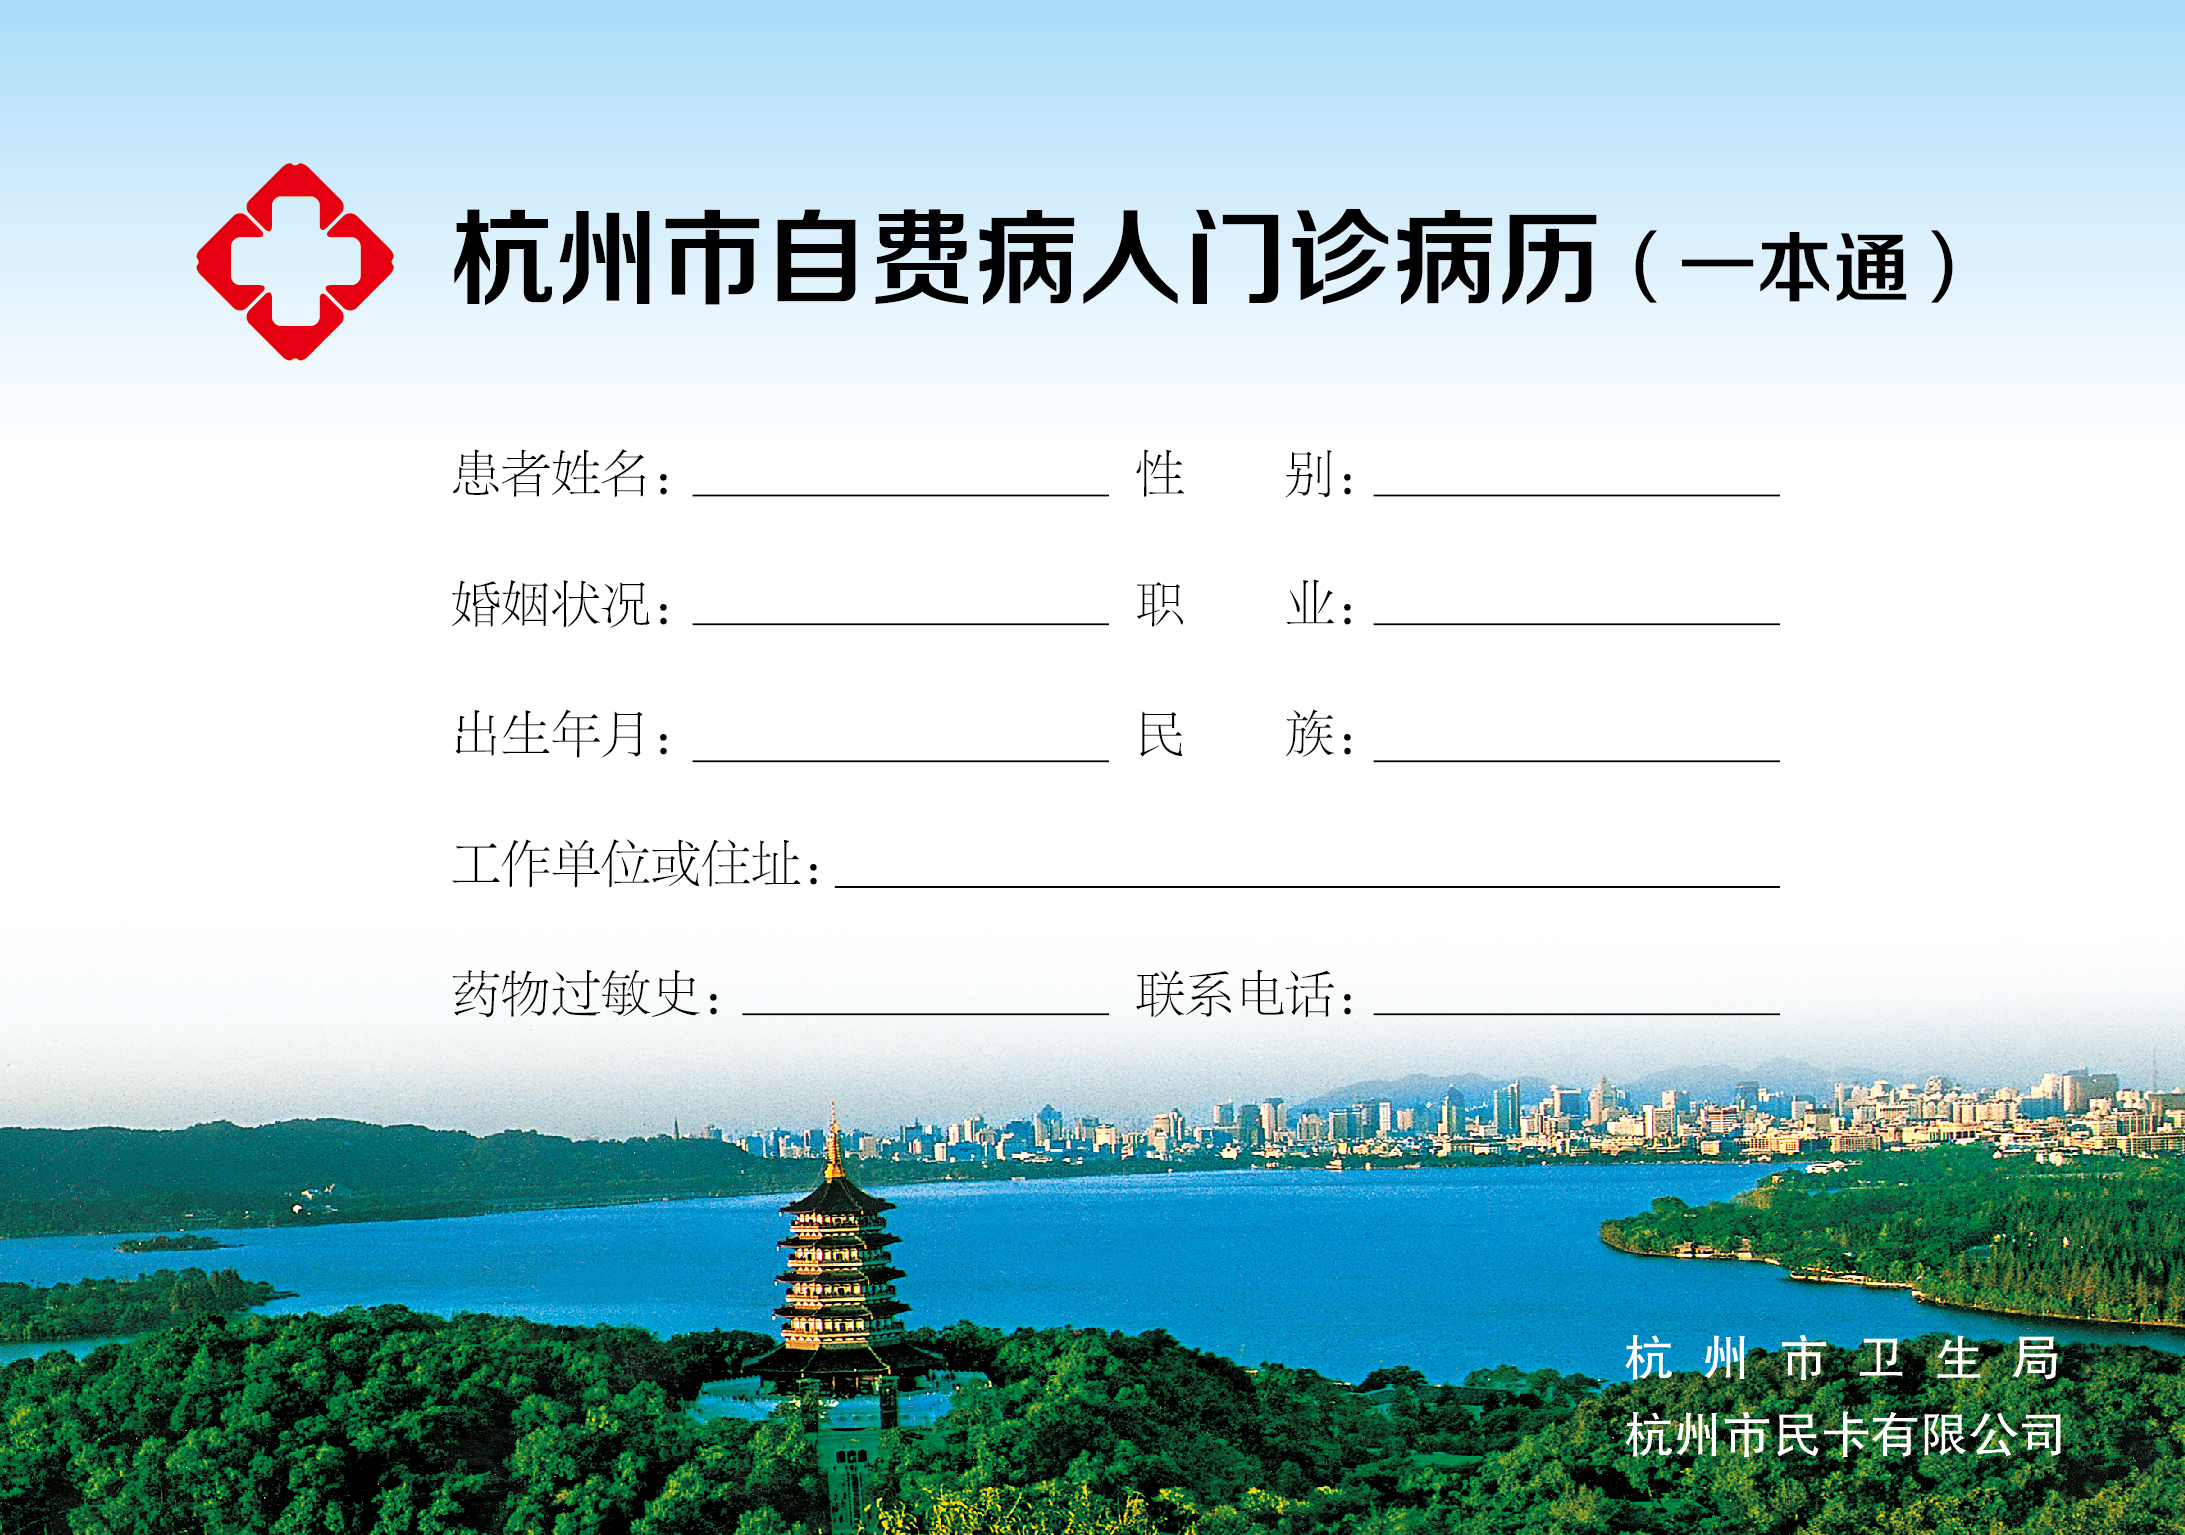 杭州市自费病人门诊病历（一本通）
患者姓名：　性　　别：
婚姻状况：　职　　业：
出生年月：　民　　族：
工作单位或住址：
药物过敏史：　联系电话：
杭 州 市 卫 生 局
杭州市民卡有限公司